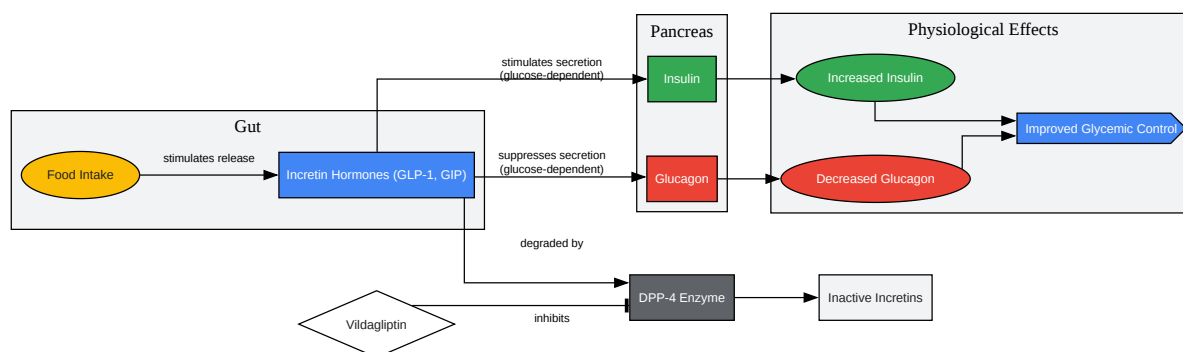 Physiological Effects
Pancreas
stimulates secretion
(glucose-dependent)
Insulin
Increased Insulin
Gut
Improved Glycemic Control
stimulates release
suppresses secretion
(glucose-dependent)
Food Intake
Incretin Hormones (GLP-1, GIP)
Glucagon
Decreased Glucagon
degraded by
DPP-4 Enzyme
Inactive Incretins
inhibits
Vildagliptin